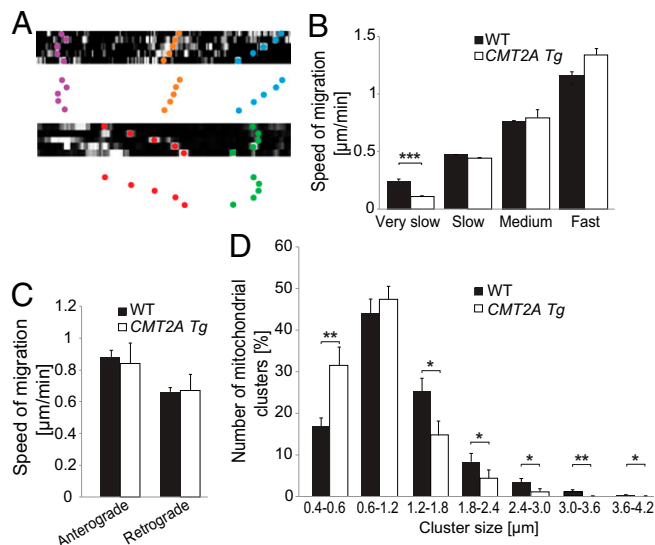 A
B
Speed of migration
[µm/min]
1.5
1
0.5
0
WT
CMT2A Tg
***
Very slow
Slow
Medium
Fast
C
Speed of migration
[µm/min]
1.2
1
0.8
0.6
0.4
0.2
0
WT
CMT2A Tg
Anterograde
Retrograde
D
Number of mitochondrial
clusters [%]
60
50
40
30
20
10
0
WT
CMT2A Tg
**
*
*
*
**
*
0.4-0.6
0.6-1.2
1.2-1.8
1.8-2.4
2.4-3.0
3.0-3.6
3.6-4.2
Cluster size [µm]